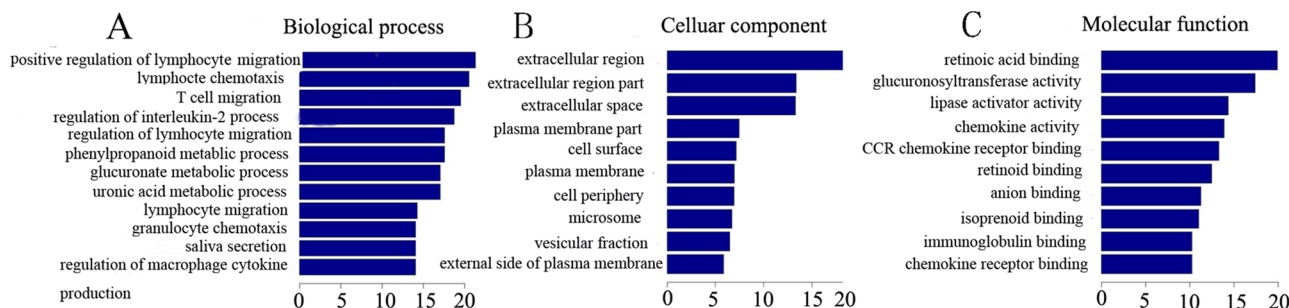 A
Biological process
positive regulation of lymphocyte migration
lymphocte chemotaxis
T cell migration
regulation of interleukin-2 process
regulation of lymhocyte migration
phenylpropanoid metablic process
glucuronate metabolic process
uronic acid metabolic process
lymphocyte migration
granulocyte chemotaxis
saliva secretion
regulation of macrophage cytokine
production
0 5 10 15 20
B
Celluar component
extracellular region
extracellular region part
extracellular space
plasma membrane part
cell surface
plasma membrane
cell periphery
microsome
vesicular fraction
external side of plasma membrane
0 5 10 15 20
C
Molecular function
retinoic acid binding
glucuronosyltransferase activity
lipase activator activity
chemokine activity
CCR chemokine receptor binding
retinoid binding
anion binding
isoprenoid binding
immunoglobulin binding
chemokine receptor binding
0 5 10 15 20